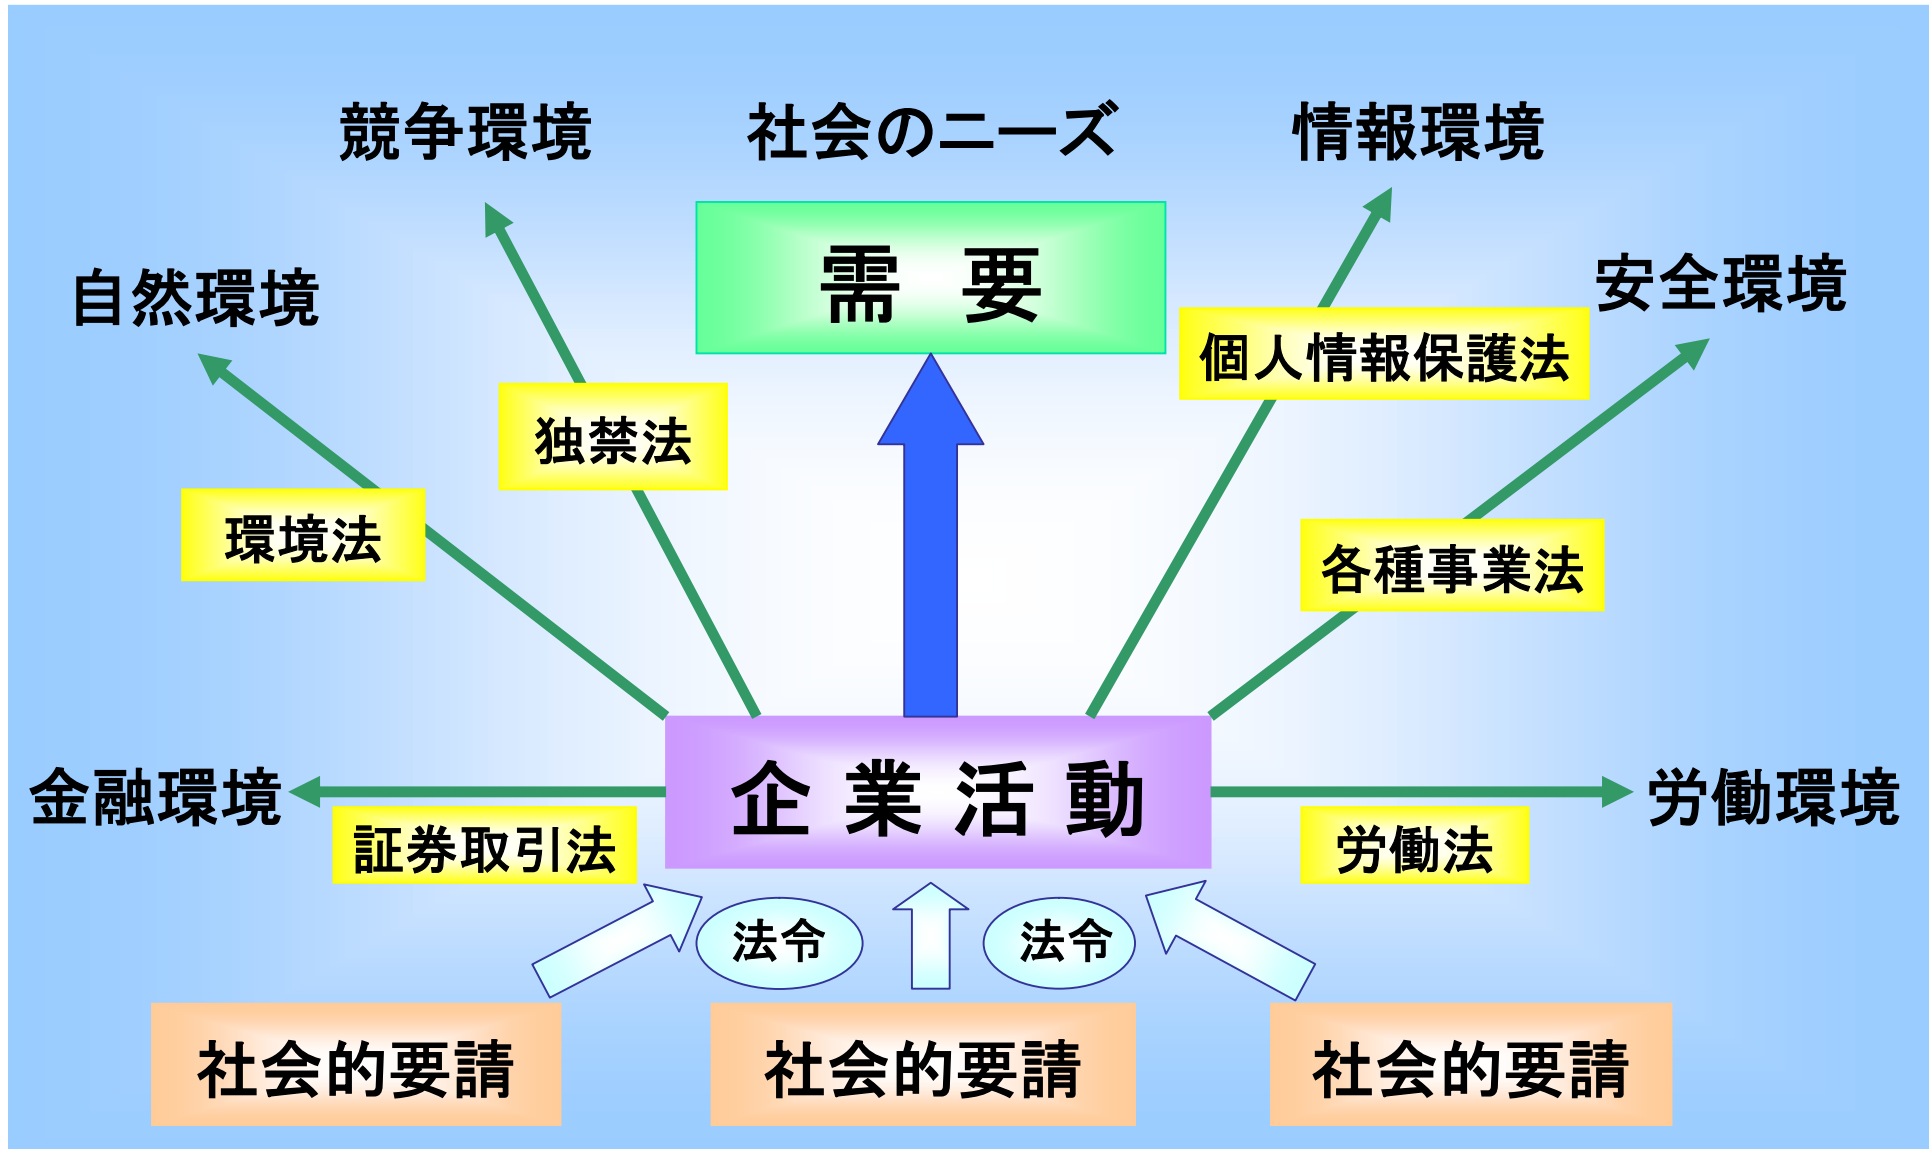 競争環境
社会のニーズ
情報環境
自然環境
需 要
安全環境
個人情報保護法
独禁法
環境法
各種事業法
金融環境
企 業 活 動
労働環境
証券取引法
労働法
法令
法令
社会的要請
社会的要請
社会的要請